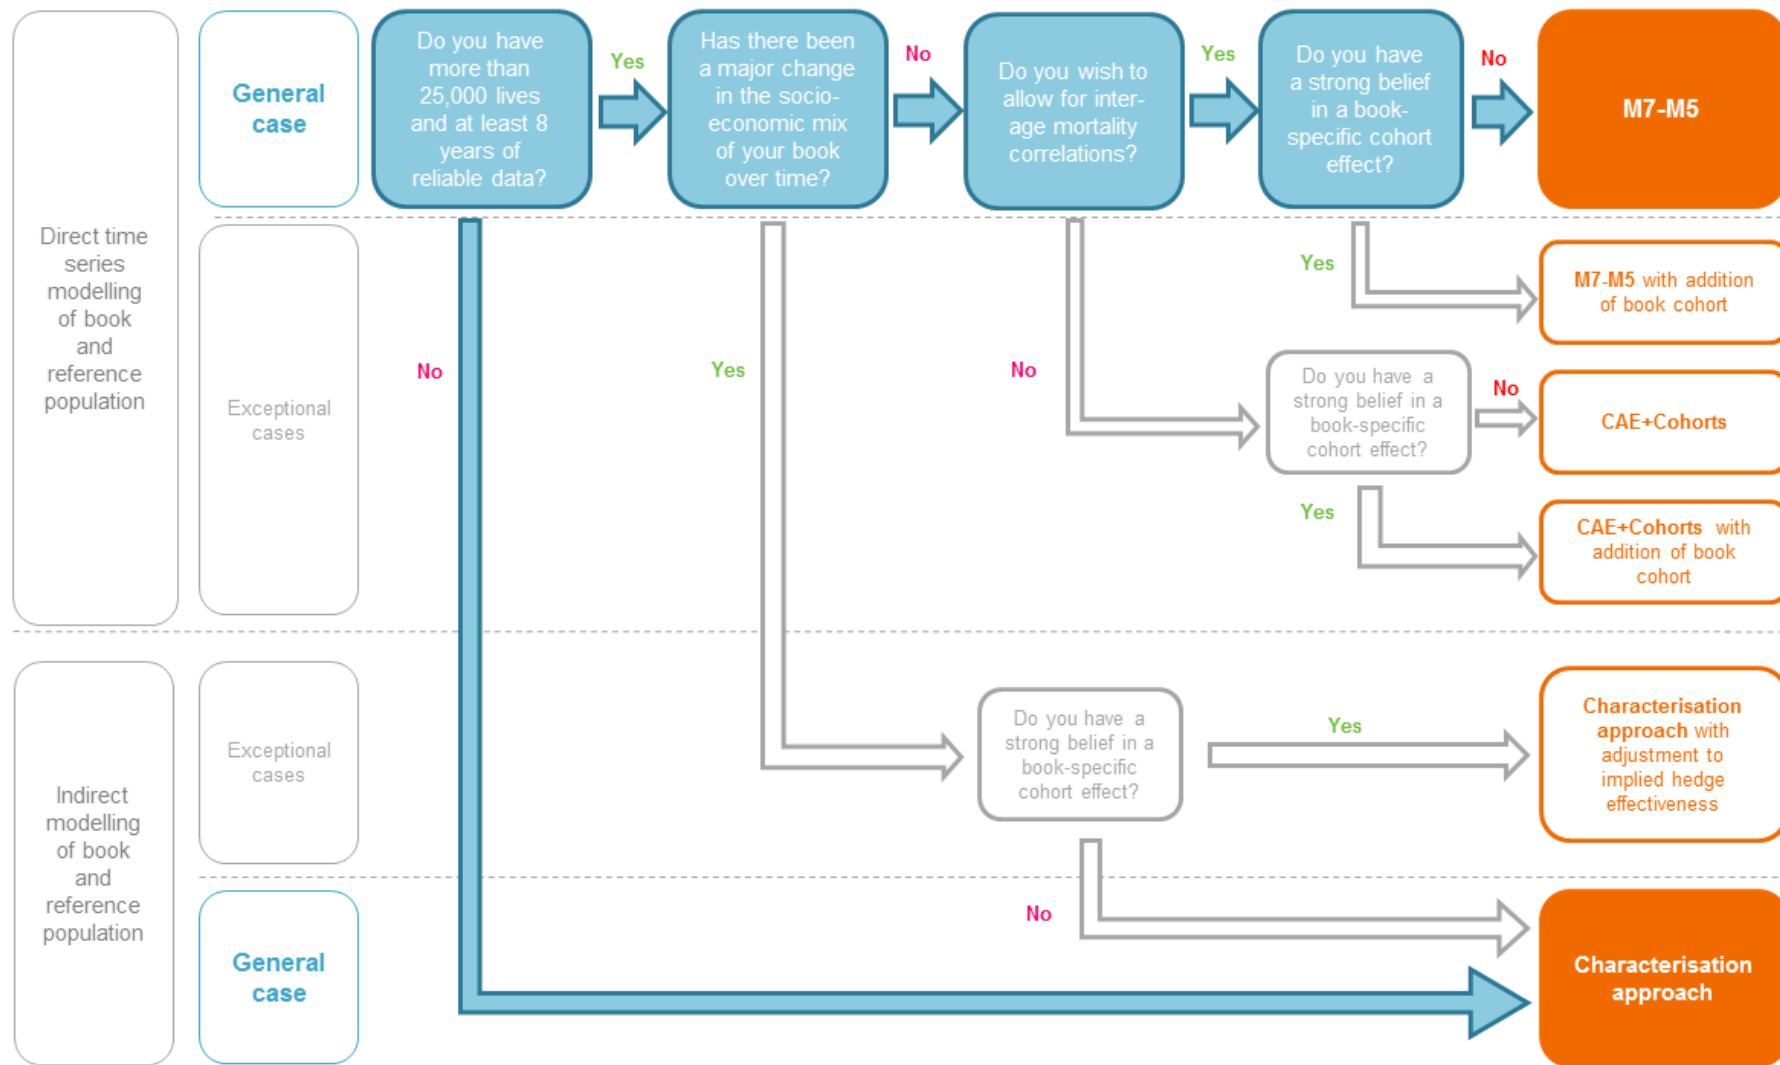 General
case
Do you have
more than
25,000 lives
and at least 8
years of
reliable data?
Yes
Has there been
a major change
in the socio-
economic mix
of your book
over time?
No
Do you wish to
allow for inter-
age mortality
correlations?
Yes
Do you have
a strong belief
in a book-
specific cohort
effect?
No
M7-M5
Direct time
series
modelling
of book
and
reference
population
Exceptional
cases
No
Yes
No
Yes
M7-M5 with addition
of book cohort
Do you have a
strong belief in a
book-specific
cohort effect?
No
CAE+Cohorts
Yes
CAE+Cohorts with
addition of book
cohort
Indirect
modelling
of book
and
reference
population
Exceptional
cases
Do you have a
strong belief in a
book-specific
cohort effect?
Yes
Characterisation
approach with
adjustment to
implied hedge
effectiveness
No
General
case
Characterisation
approach